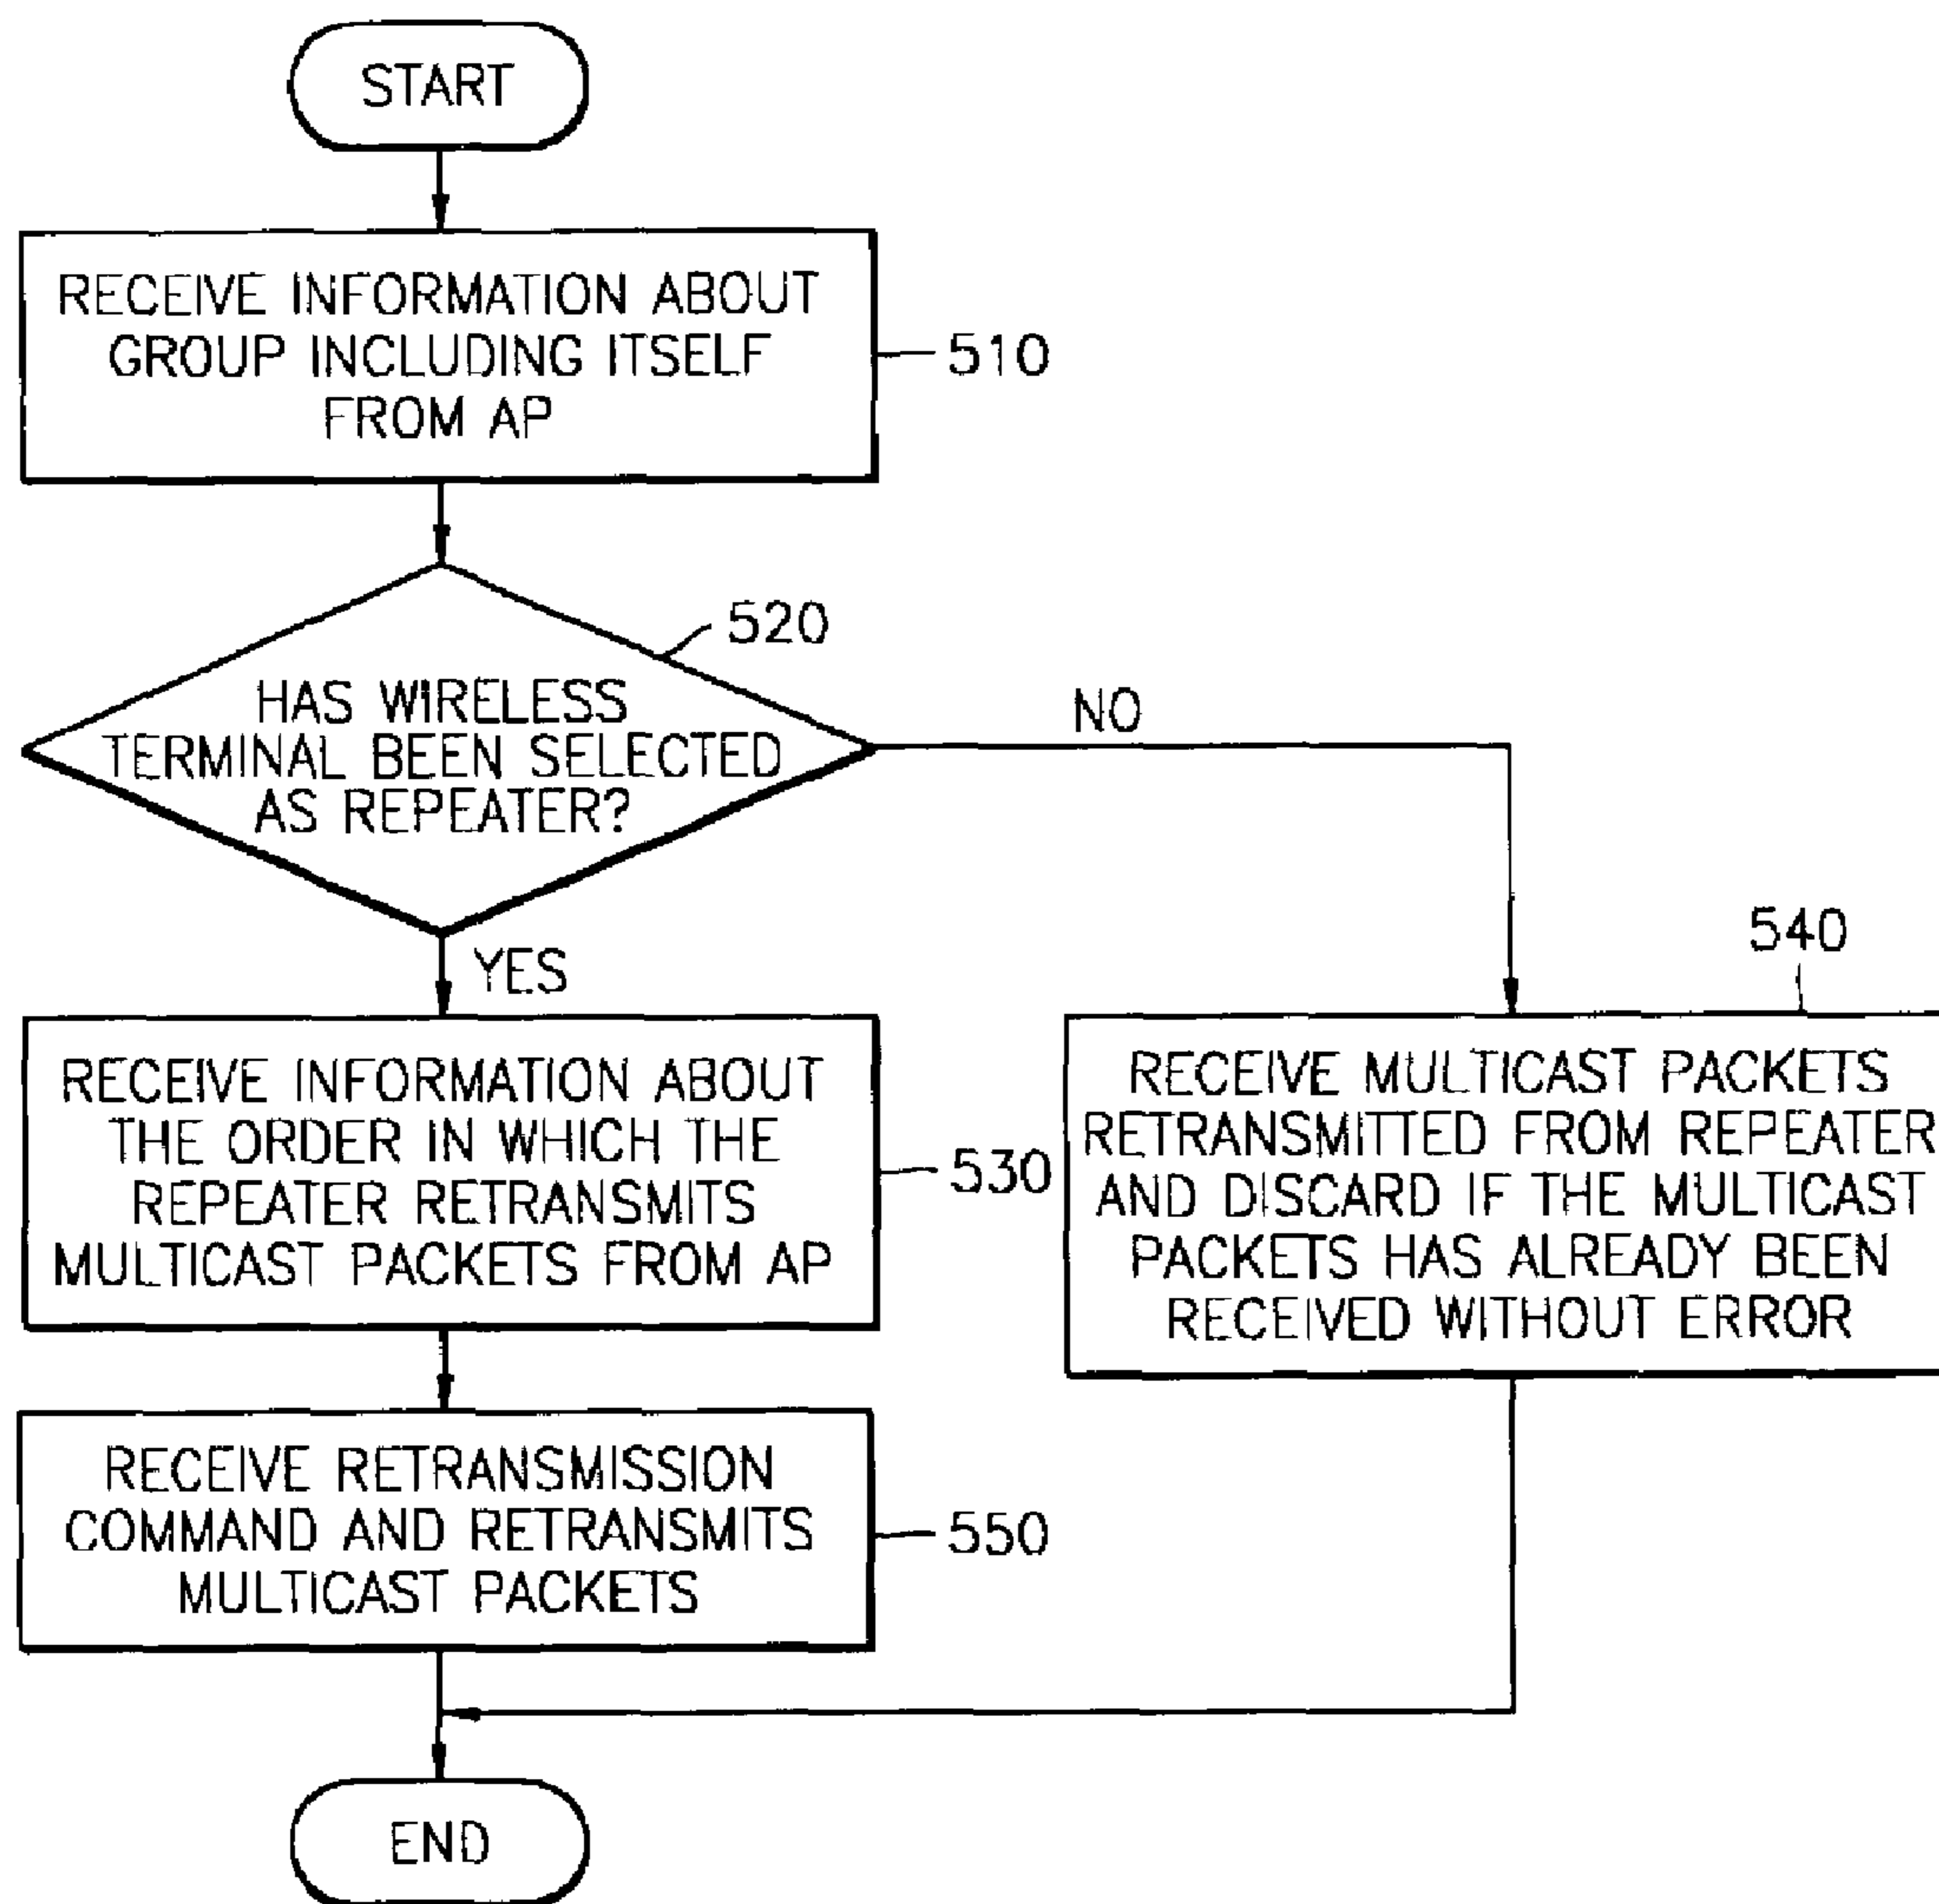 START
RECEIVE INFORMATION ABOUT
GROUP INCLUDING ITSELF
FROM AP
510
520
HAS WIRELESS
TERMINAL BEEN SELECTED
AS REPEATER?
NO
YES
540
RECEIVE INFORMATION ABOUT
THE ORDER IN WHICH THE
REPEATER RETRANSMITS
MULTICAST PACKETS FROM AP
530
RECEIVE MULTICAST PACKETS
RETRANSMITTED FROM REPEATER
AND DISCARD IF THE MULTICAST
PACKETS HAS ALREADY BEEN
RECEIVED WITHOUT ERROR
RECEIVE RETRANSMISSION
COMMAND AND RETRANSMITS
MULTICAST PACKETS
550
END